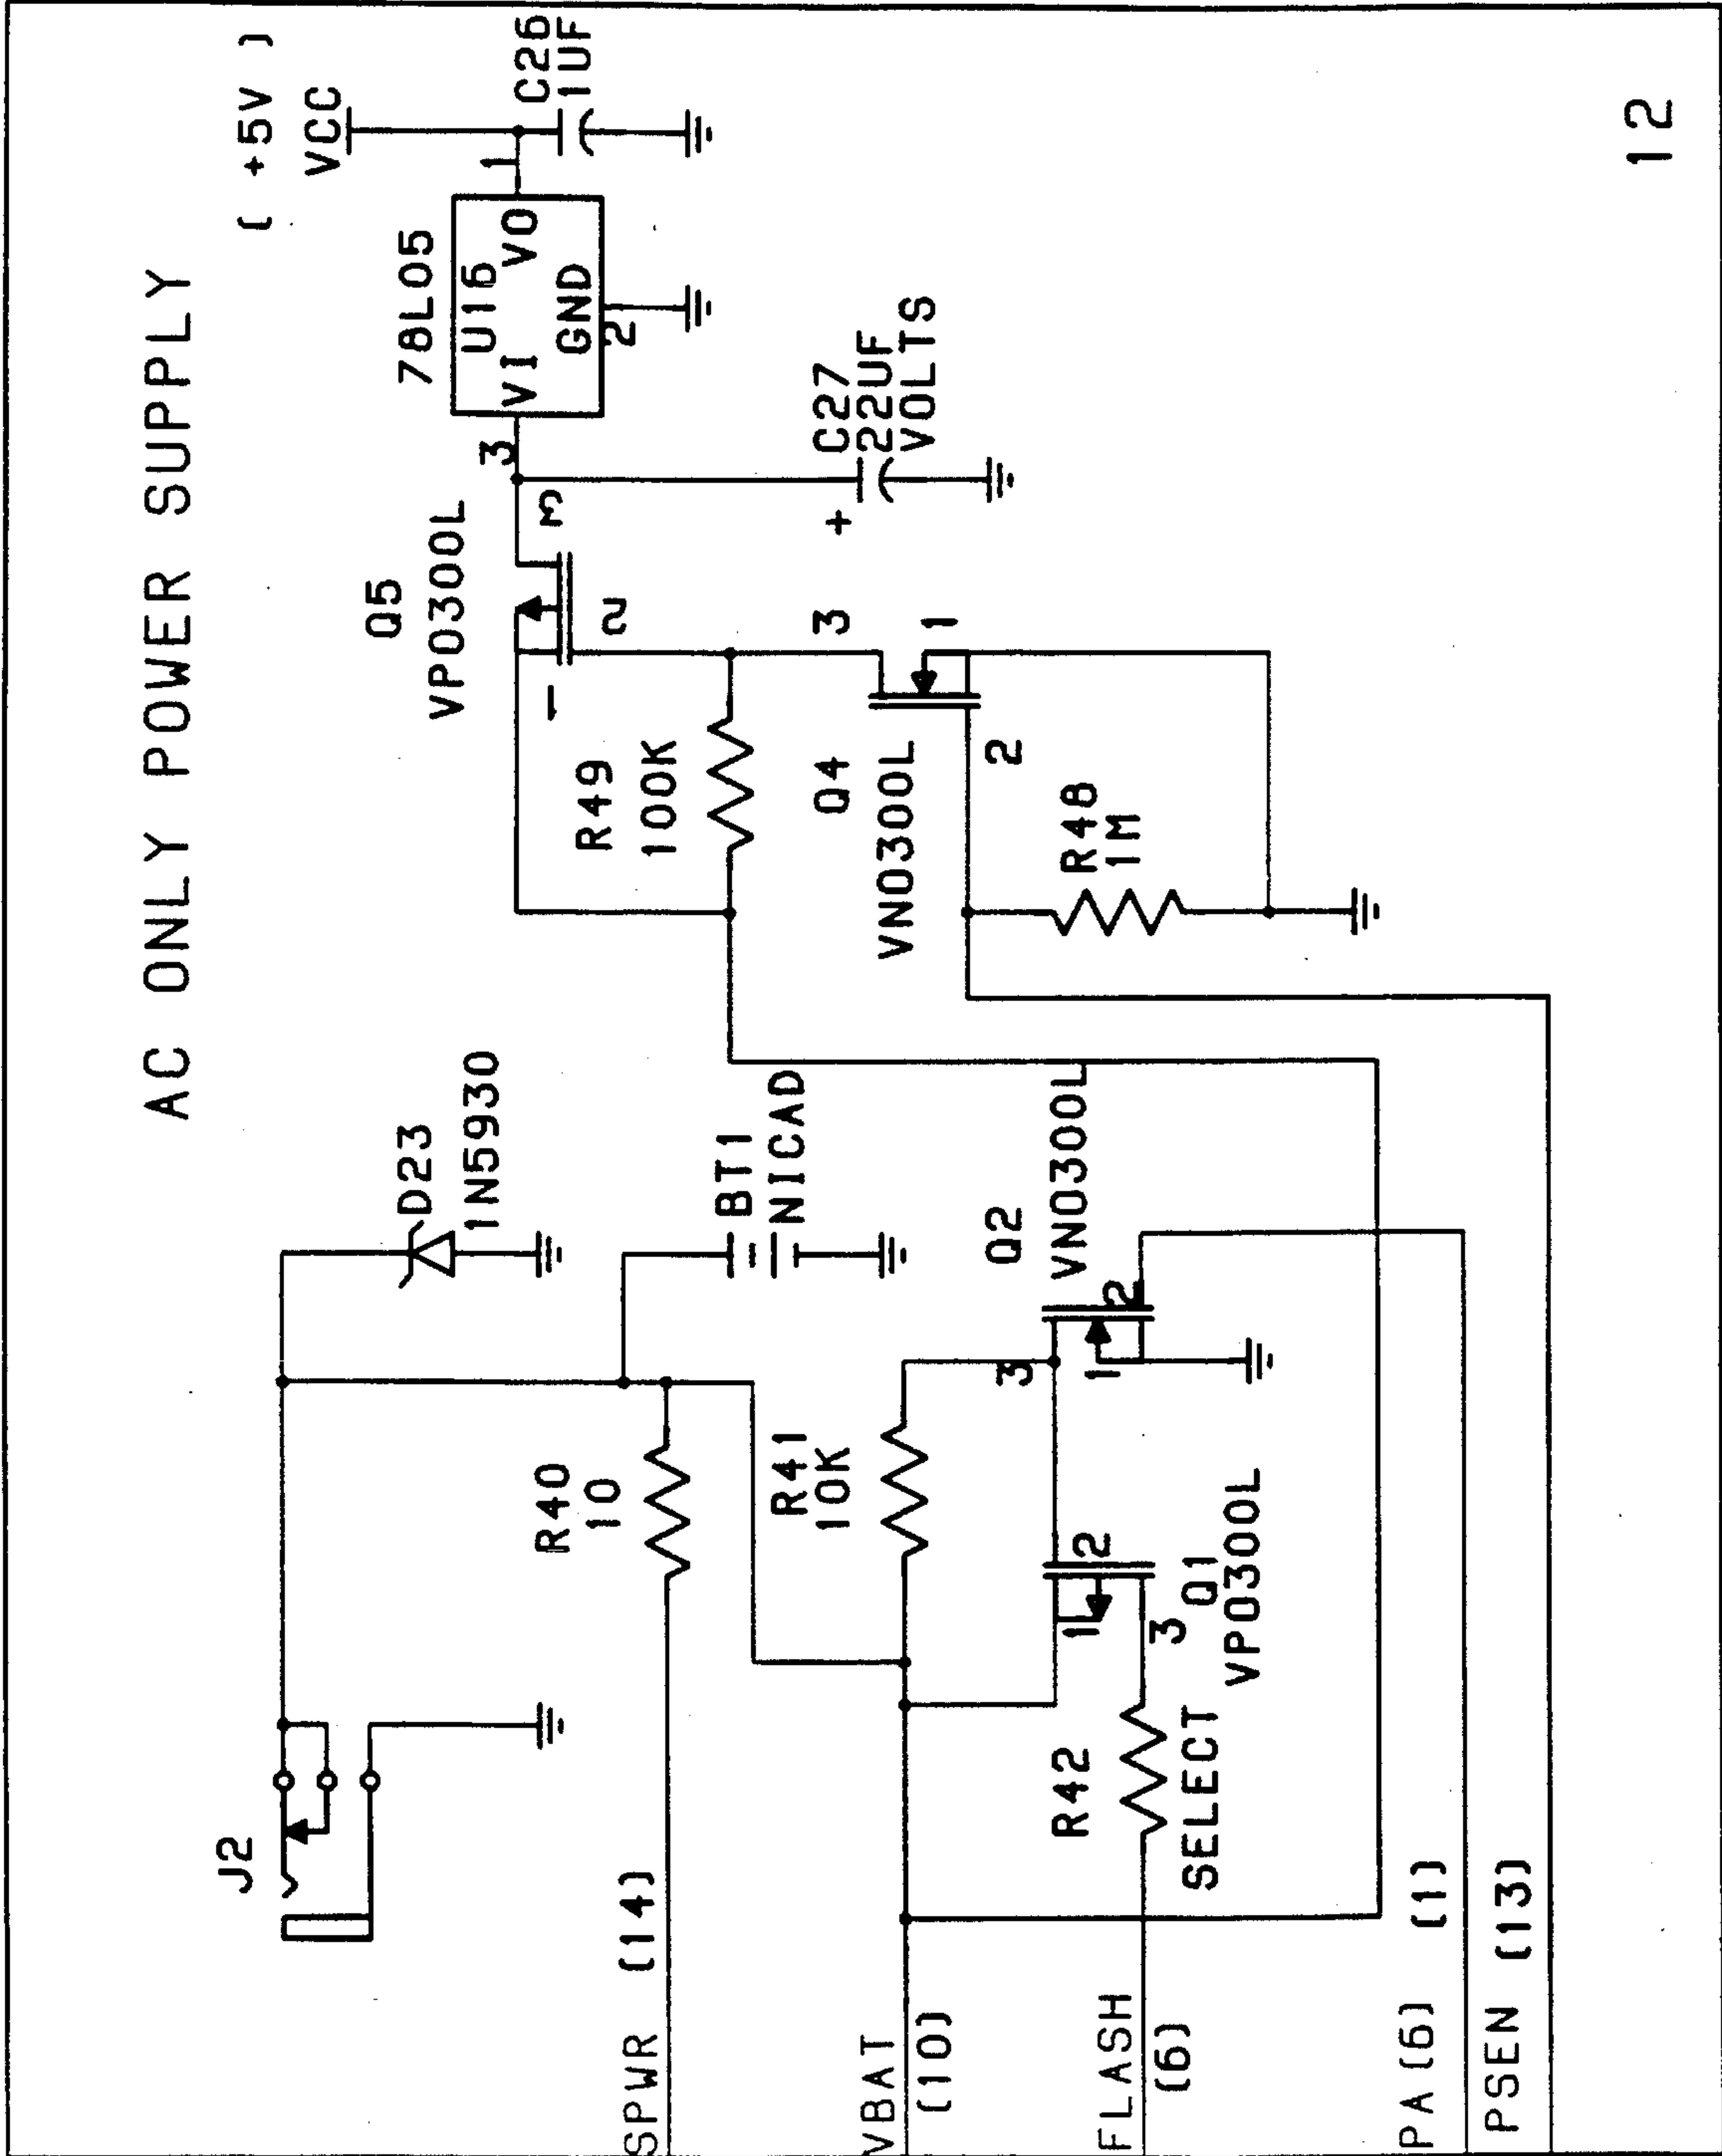 AC ONLY POWER SUPPLY
( +5V )
VCC
J2
D23
1N5930
Q5
VP0300L
1
2
3
78L05
U16
VI
VO
GND
3
1
2
C26
1UF
C27
22UF
VOLTS
+
R49
100K
Q4
VN0300L
3
1
2
R48
1M
BT1
NICAD
R40
10
R41
10K
Q2
VN0300L
3
1
2
Q1
VP0300L
1
2
3
R42
SELECT
SPWR (14)
VBAT
(10)
FLASH
(6)
PA(6) (1)
PSEN (13)
12